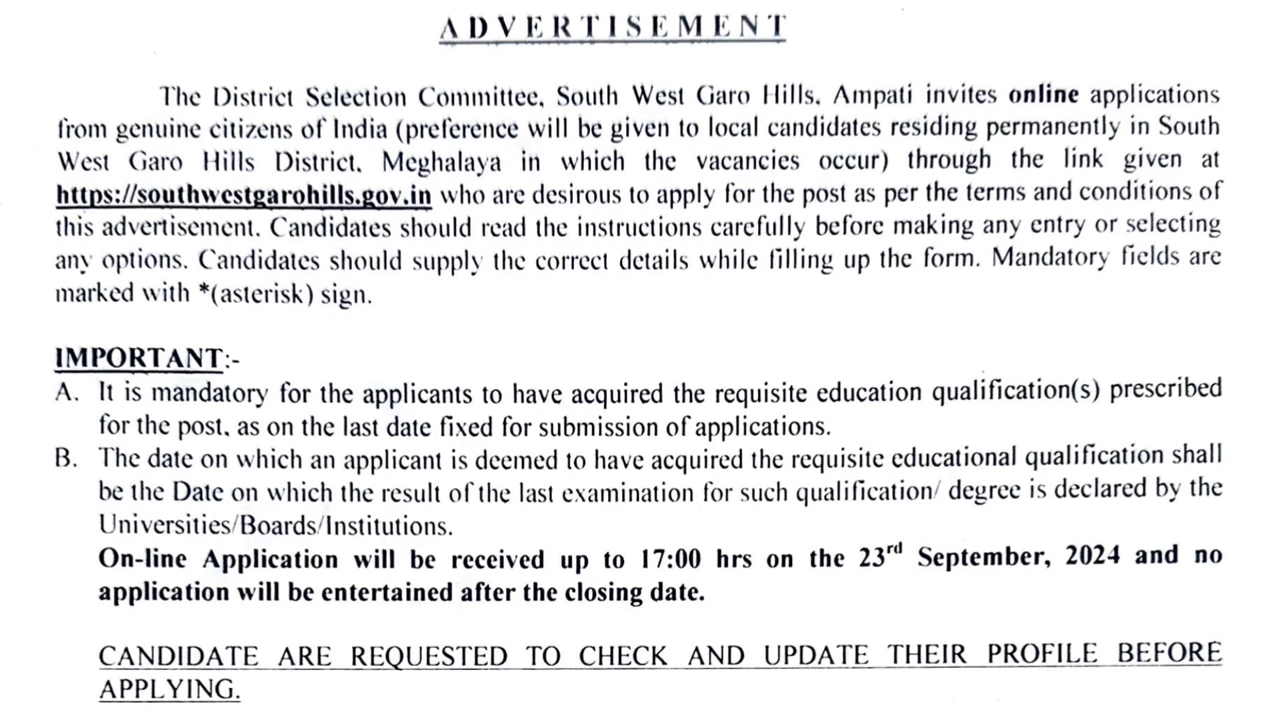 ADVERTISEMENT
The District Selection Committee, South West Garo Hills, Ampati invites online applications
from genuine citizens of India (preference will be given to local candidates residing permanently in South
West Garo Hills District, Meghalaya in which the vacancies occur) through the link given at
https://southwestgarohills.gov.in who are desirous to apply for the post as per the terms and conditions of
this advertisement. Candidates should read the instructions carefully before making any entry or selecting
any options. Candidates should supply the correct details while filling up the form. Mandatory fields are
marked with *(asterisk) sign.
IMPORTANT:-
A. It is mandatory for the applicants to have acquired the requisite education qualification(s) prescribed
for the post, as on the last date fixed for submission of applications.
B. The date on which an applicant is deemed to have acquired the requisite educational qualification shall
be the Date on which the result of the last examination for such qualification/ degree is declared by the
Universities/Boards/Institutions.
On-line Application will be received up to 17:00 hrs on the 23rd September, 2024 and no
application will be entertained after the closing date.
CANDIDATE ARE REQUESTED TO CHECK AND UPDATE THEIR PROFILE BEFORE
APPLYING.